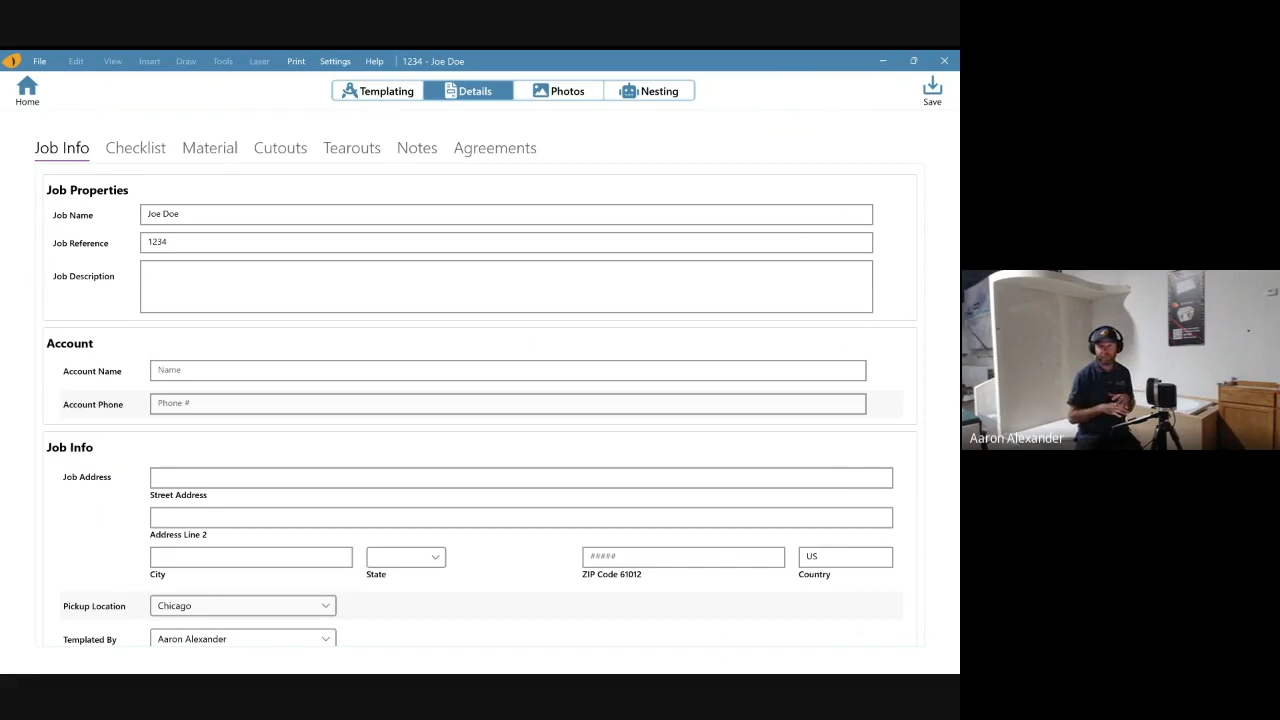 File Edit View Insert Draw Tools Laser Print Settings Help 1234 - Joe Doe
Home
Templating Details Photos Nesting
Save
Job Info Checklist Material Cutouts Tearouts Notes Agreements
Job Properties
Job Name Joe Doe
Job Reference 1234
Job Description
Account
Account Name Name
Account Phone Phone #
Job Info
Job Address
Street Address
Address Line 2
##### US
City State ZIP Code 61012 Country
Pickup Location Chicago
Templated By Aaron Alexander
Aaron Alexander